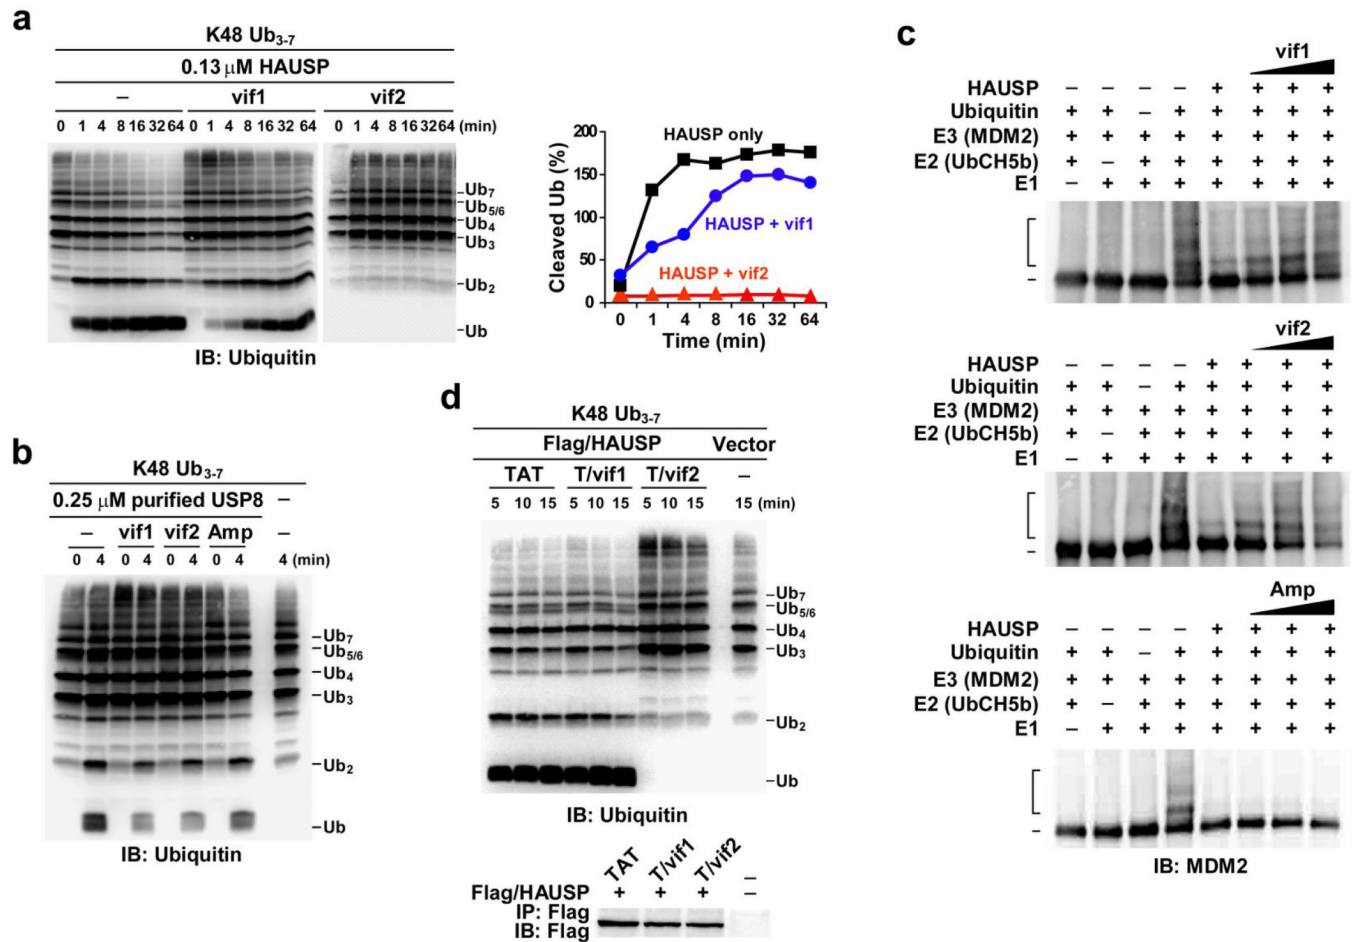 a
K48 Ub3-7
0.13 μM HAUSP
– vif1 vif2
0 1 4 8 16 32 64 0 1 4 8 16 32 64 0 1 4 8 16 32 64 (min)
–Ub7
–Ub5/6
–Ub4
–Ub3
–Ub2
–Ub
IB: Ubiquitin
Cleaved Ub (%)
200
150
100
50
0
HAUSP only
HAUSP + vif1
HAUSP + vif2
0 1 4 8 16 32 64
Time (min)
b
K48 Ub3-7
0.25 μM purified USP8 –
– vif1 vif2 Amp –
0 4 0 4 0 4 0 4 4 (min)
–Ub7
–Ub5/6
–Ub4
–Ub3
–Ub2
–Ub
IB: Ubiquitin
c
vif1
HAUSP – – – – + + + +
Ubiquitin + + – + + + + +
E3 (MDM2) + + + + + + + +
E2 (UbCH5b) + – + + + + + +
E1 – + + + + + + +
vif2
HAUSP – – – – + + + +
Ubiquitin + + – + + + + +
E3 (MDM2) + + + + + + + +
E2 (UbCH5b) + – + + + + + +
E1 – + + + + + + +
Amp
HAUSP – – – – + + + +
Ubiquitin + + – + + + + +
E3 (MDM2) + + + + + + + +
E2 (UbCH5b) + – + + + + + +
E1 – + + + + + + +
IB: MDM2
d
K48 Ub3-7
Flag/HAUSP Vector
TAT T/vif1 T/vif2 –
5 10 15 5 10 15 5 10 15 15 (min)
–Ub7
–Ub5/6
–Ub4
–Ub3
–Ub2
–Ub
IB: Ubiquitin
TAT T/vif1 T/vif2 –
Flag/HAUSP + + + –
IP: Flag
IB: Flag